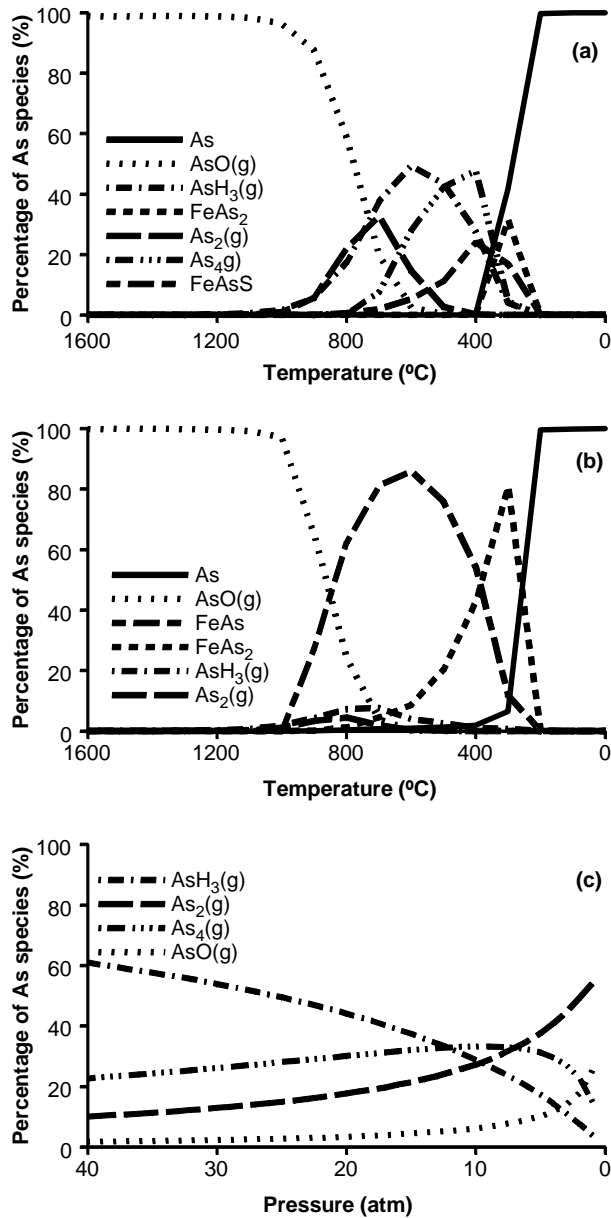 100
80
60
40
20
0
Percentage of As species (%)
(a)
As
AsO(g)
AsH₃(g)
FeAs₂
As₂(g)
As₄g)
FeAsS
1600 1200 800 400 0
Temperature (ºC)
100
80
60
40
20
0
Percentage of As species (%)
(b)
As
AsO(g)
FeAs
FeAs₂
AsH₃(g)
As₂(g)
1600 1200 800 400 0
Temperature (ºC)
100
80
60
40
20
0
Percentage of As species (%)
(c)
AsH₃(g)
As₂(g)
As₄(g)
AsO(g)
40 30 20 10 0
Pressure (atm)